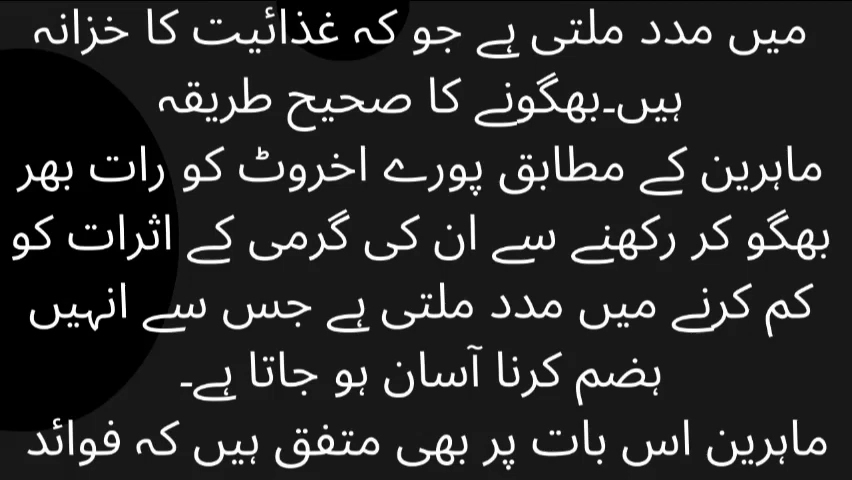 میں مدد ملتی ہے جو کہ غذائیت کا خزانہ
ہیں۔بھگونے کا صحیح طریقہ
ماہرین کے مطابق پورے اخروٹ کو رات بھر
بھگو کر رکھنے سے ان کی گرمی کے اثرات کو
کم کرنے میں مدد ملتی ہے جس سے انہیں
ہضم کرنا آسان ہو جاتا ہے۔
ماہرین اس بات پر بھی متفق ہیں کہ فوائد